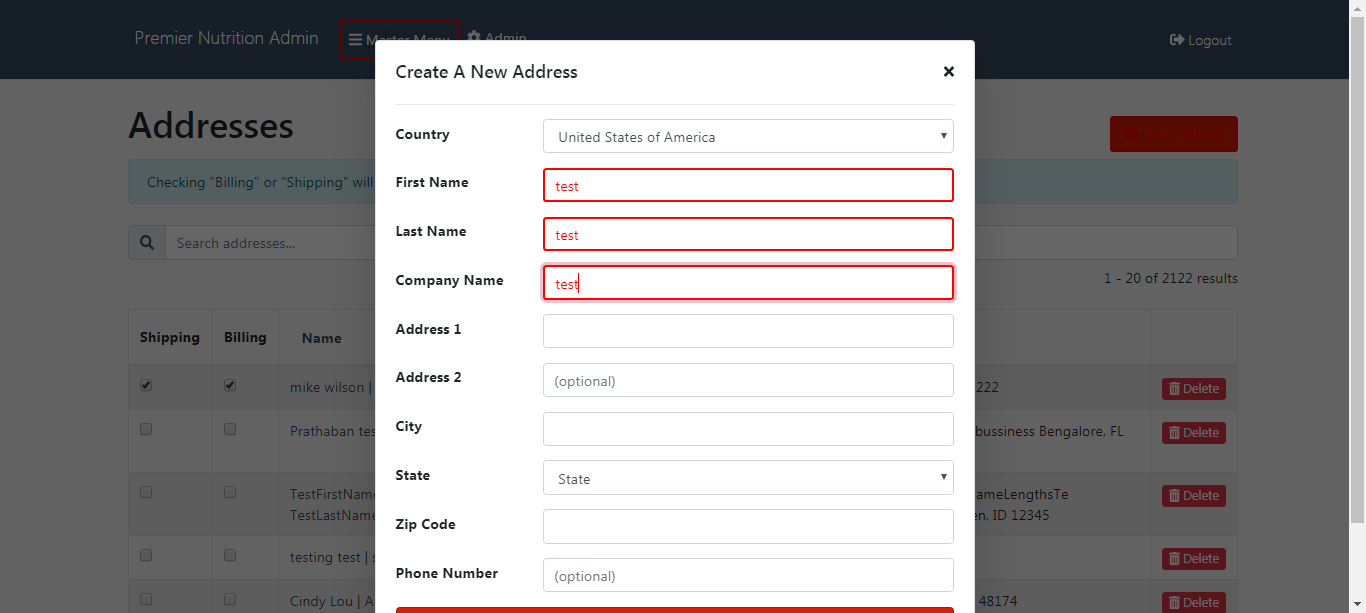 Premier Nutrition Admin
Master Menu
Admin
Logout
Create A New Address
Addresses
Checking "Billing" or "Shipping" will
Search addresses...
1 - 20 of 2122 results
Country
United States of America
First Name
test
Last Name
test
Company Name
test
Address 1
Address 2
(optional)
City
State
State
Zip Code
Phone Number
(optional)
Shipping
Billing
Name
mike wilson |
222
Delete
Prathaban tes
bussiness Bengalore, FL
Delete
TestFirstName
ameLengthsTe
TestLastName
en, ID 12345
Delete
testing test | s
Delete
Cindy Lou | A
48174
Delete